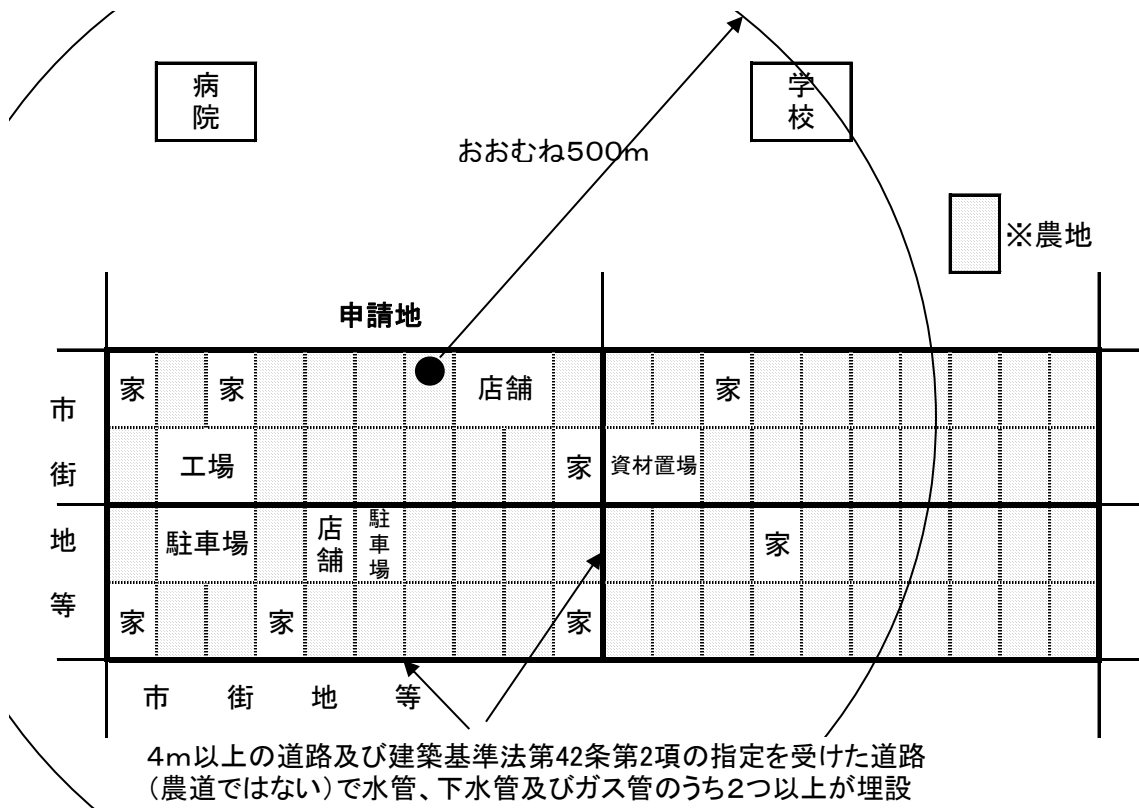 病院
学校
おおむね500m
※農地
申請地
家 家 店舗 家
工場 家 資材置場
駐車場 店舗 駐車場 家
家 家 家
市街地等
市街地等
4m以上の道路及び建築基準法第42条第2項の指定を受けた道路
(農道ではない)で水管、下水管及びガス管のうち2つ以上が埋設